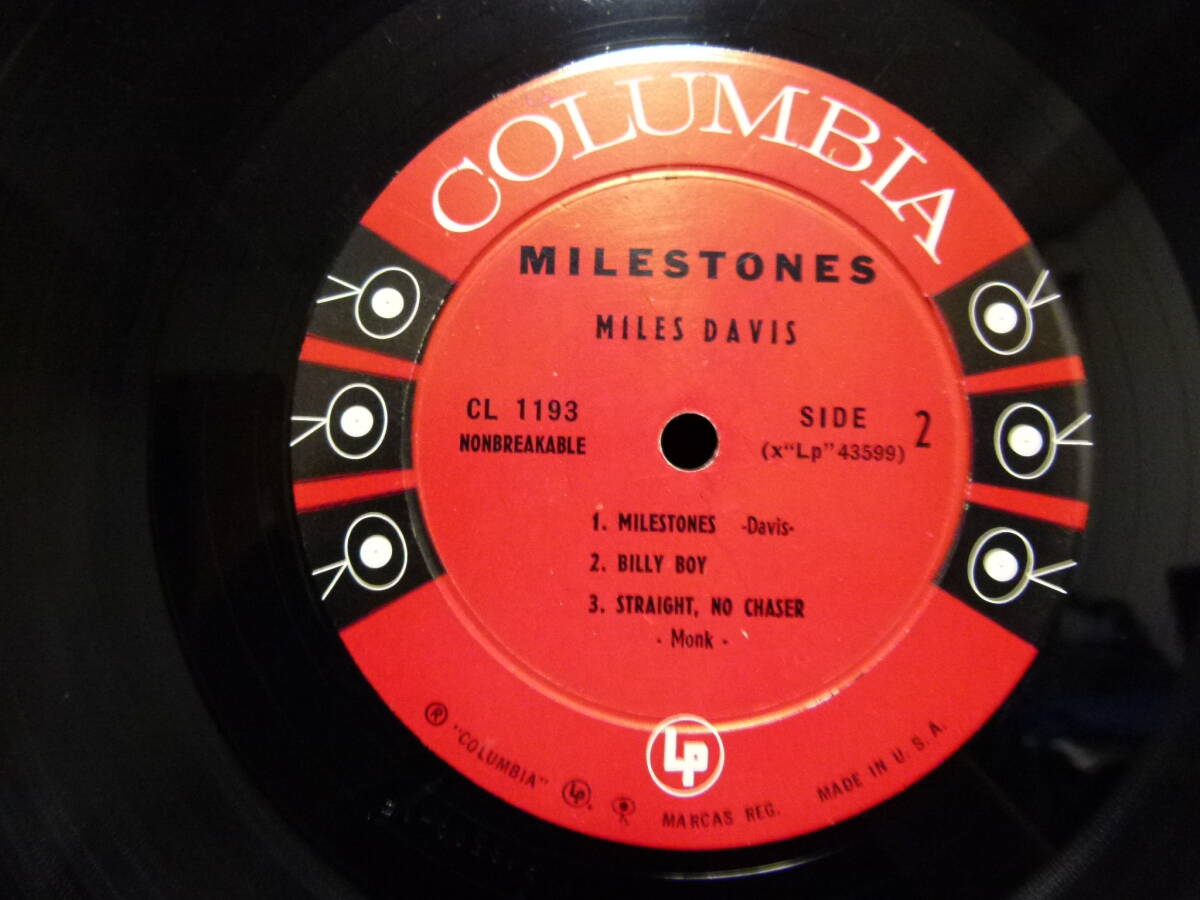 COLUMBIA
MILESTONES
MILES DAVIS
CL 1193
NONBREAKABLE
SIDE 2
(x"Lp" 43599)
1. MILESTONES -Davis-
2. BILLY BOY
3. STRAIGHT, NO CHASER
- Monk -
LP
® "COLUMBIA" LP. MARCAS REG. MADE IN U. S. A.